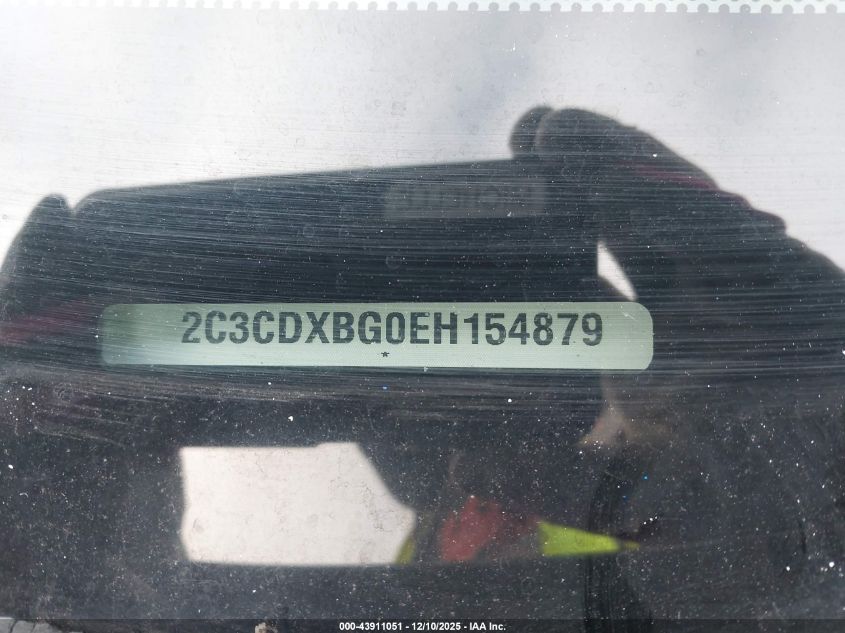 2C3CDXBG0EH154879
*
000-43911051 - 12/10/2025 - IAA Inc.